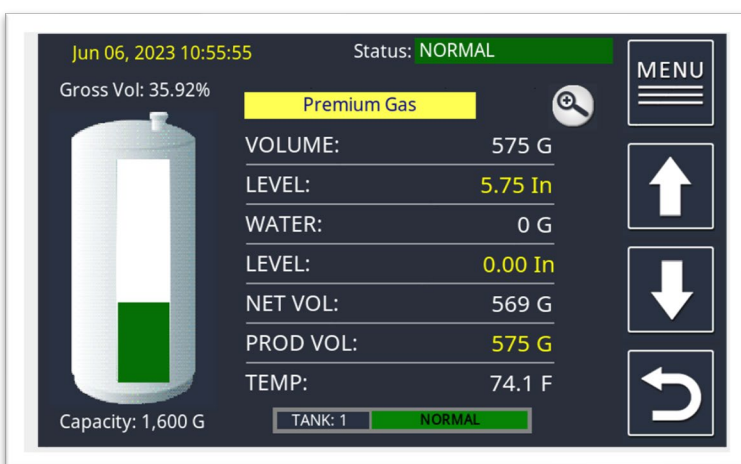 Jun 06, 2023 10:55:55
Status: NORMAL
MENU
Gross Vol: 35.92%
Premium Gas
VOLUME: 575 G
LEVEL: 5.75 In
WATER: 0 G
LEVEL: 0.00 In
NET VOL: 569 G
PROD VOL: 575 G
TEMP: 74.1 F
Capacity: 1,600 G
TANK: 1 NORMAL